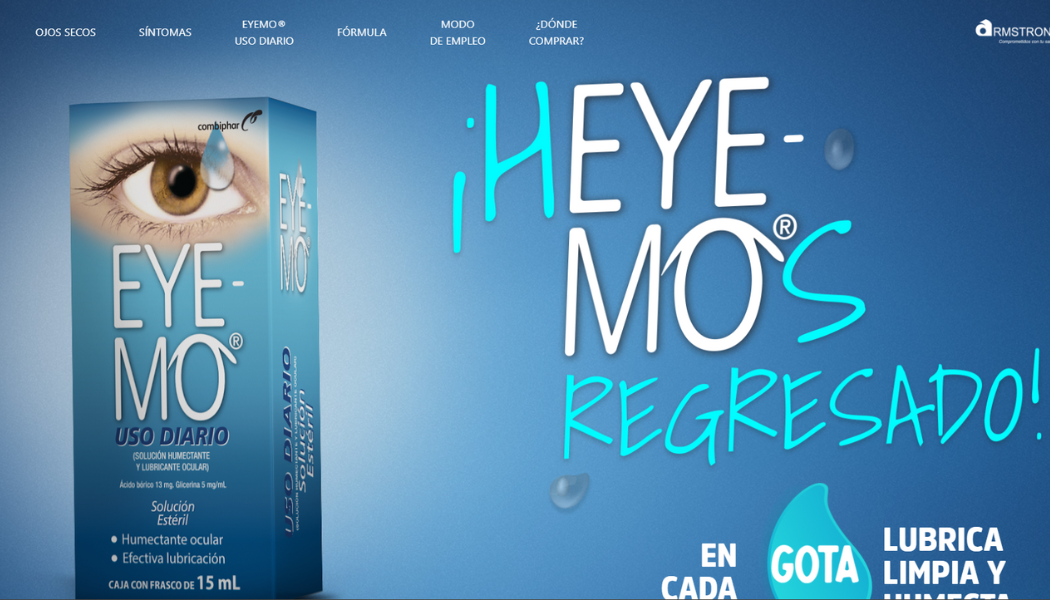 OJOS SECOS
SÍNTOMAS
EYEMO®
USO DIARIO
FÓRMULA
MODO
DE EMPLEO
¿DÓNDE
COMPRAR?
ARMSTRON
combiphar
EYE-
MO®
USO DIARIO
(SOLUCIÓN HUMECTANTE
Y LUBRICANTE OCULAR)
Ácido bórico 13 mg. Glicerina 5 mg/mL
Solución
Estéril
• Humectante ocular
• Efectiva lubricación
CAJA CON FRASCO DE 15 mL
EYE-
MO
USO DIARIO
Solución
Estéril
¡HEYE-
MO®S
REGRESADO!
EN
CADA
GOTA
LUBRICA
LIMPIA Y
HUMECTA